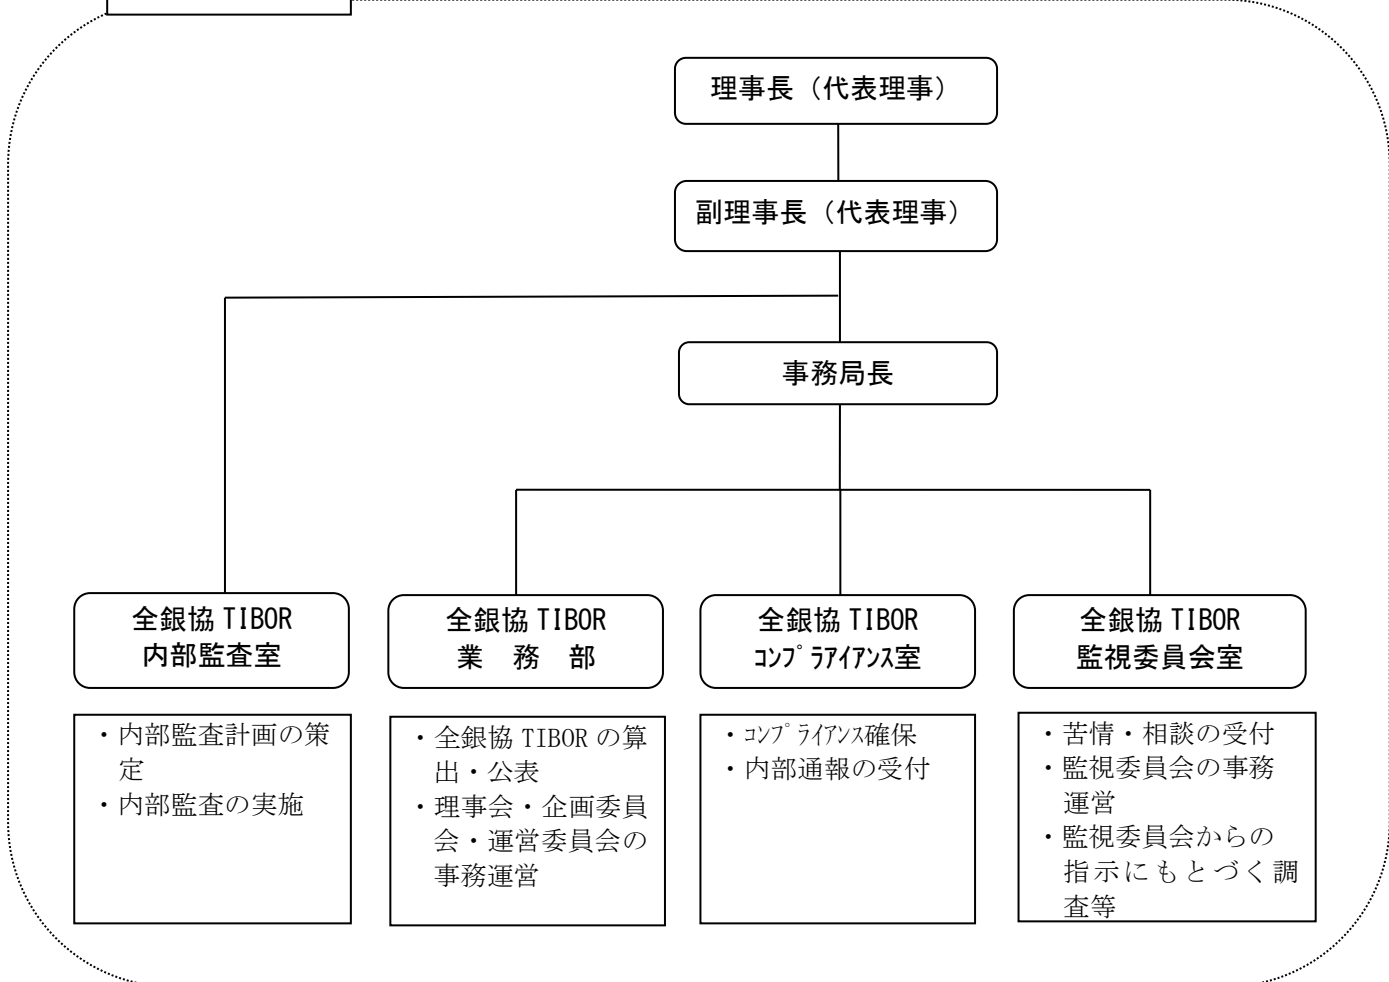 理事長（代表理事）
副理事長（代表理事）
事務局長
全銀協 TIBOR
内部監査室
全銀協 TIBOR
業　務　部
全銀協 TIBOR
ｺﾝﾌﾟﾗｱｲｱﾝｽ室
全銀協 TIBOR
監視委員会室
・内部監査計画の策
定
・内部監査の実施
・全銀協 TIBOR の算
出・公表
・理事会・企画委員
会・運営委員会の
事務運営
・ｺﾝﾌﾟﾗｲｱﾝｽ確保
・内部通報の受付
・苦情・相談の受付
・監視委員会の事務
運営
・監視委員会からの
指示にもとづく調
査等